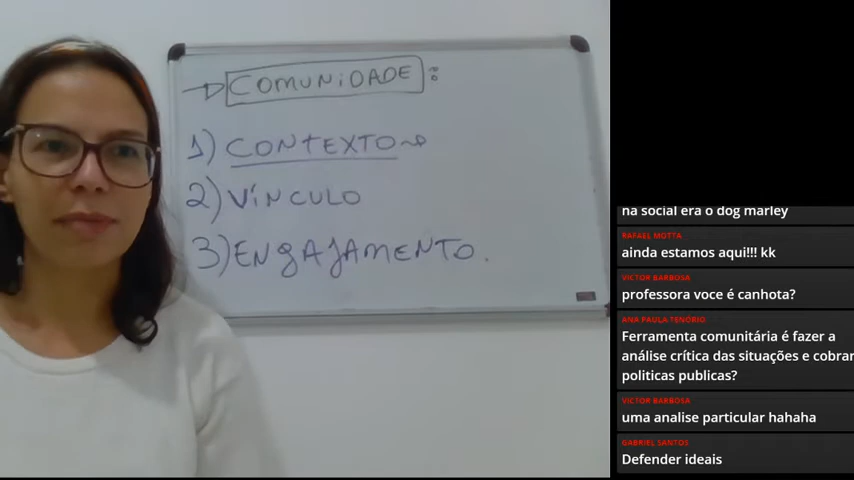 → COMUNIDADE:
1) CONTEXTO
2) VÍNCULO
3) ENGAJAMENTO.
na social era o dog marley
RAFAEL MOTTA
ainda estamos aqui!!! kk
VICTOR BARBOSA
professora voce é canhota?
ANA PAULA TENÓRIO
Ferramenta comunitária é fazer a
análise crítica das situações e cobrar
politicas publicas?
VICTOR BARBOSA
uma analise particular hahaha
GABRIEL SANTOS
Defender ideais